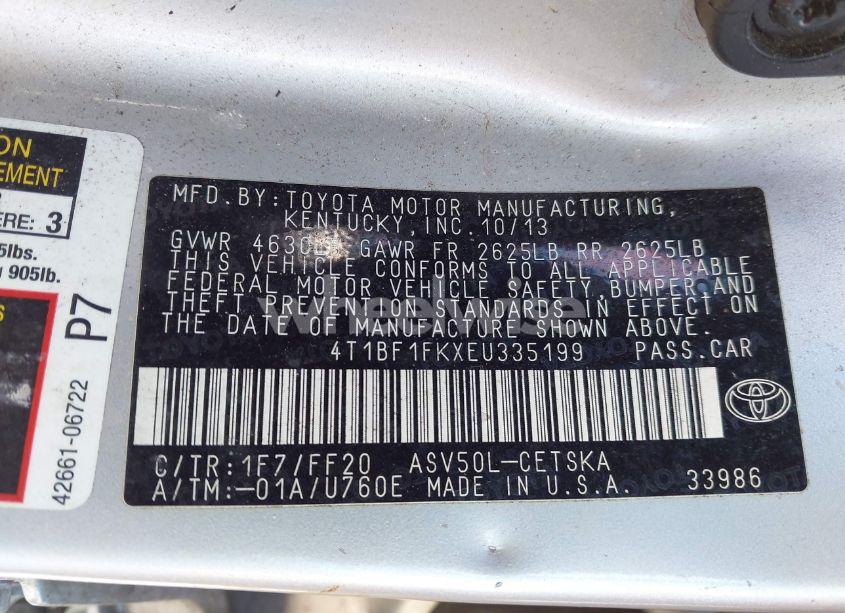 ON
EMENT
ERE: 3
5lbs.
905lb.
42661-06722
P7
MFD.BY:TOYOTA MOTOR MANUFACTURING,
KENTUCKY, INC. 10/13
GVWR 4630LB GAWR FR 2625LB RR 2625LB
THIS VEHICLE CONFORMS TO ALL APPLICABLE
FEDERAL MOTOR VEHICLE SAFETY, BUMPER AND
THEFT PREVENTION STANDARDS IN EFFECT ON
THE DATE OF MANUFACTURE SHOWN ABOVE.
4T1BF1FKXEU335199 PASS.CAR
C/TR:1F7/FF20 ASV50L-CETSKA
A/TM:-01A/U760E MADE IN U.S.A. 33986
Wheelwise